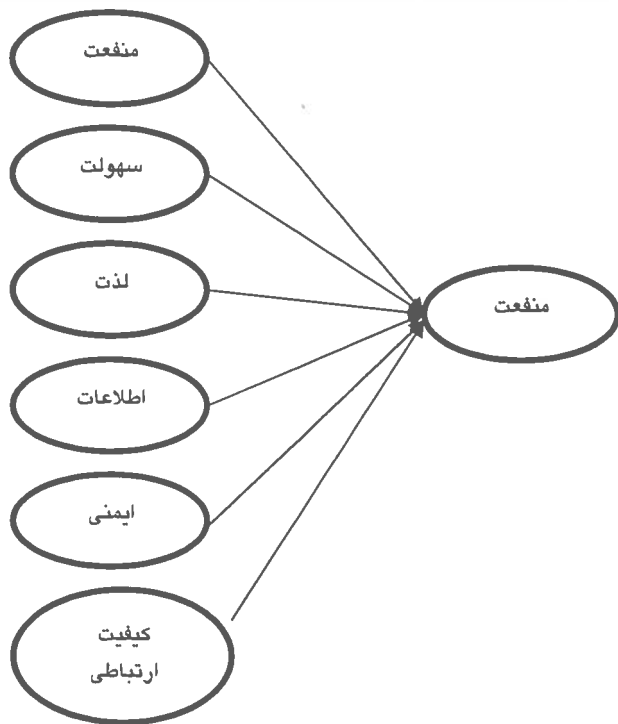 منفعت
سهولت
لذت
منفعت
اطلاعات
ایمنی
کیفیت
ارتباطی